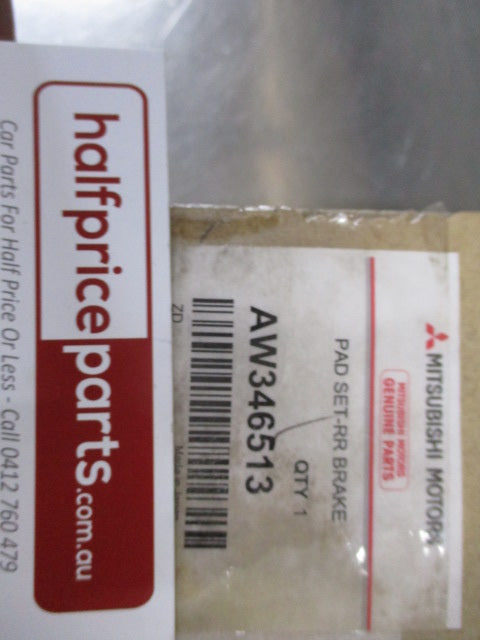 halfpriceparts.com.au
Car Parts For Half Price Or Less - Call 0412 760 479
MITSUBISHI MOTORS
MITSUBISHI MOTORS
GENUINE PARTS
PAD SET-RR BRAKE
QTY 1
AW346513
ZD